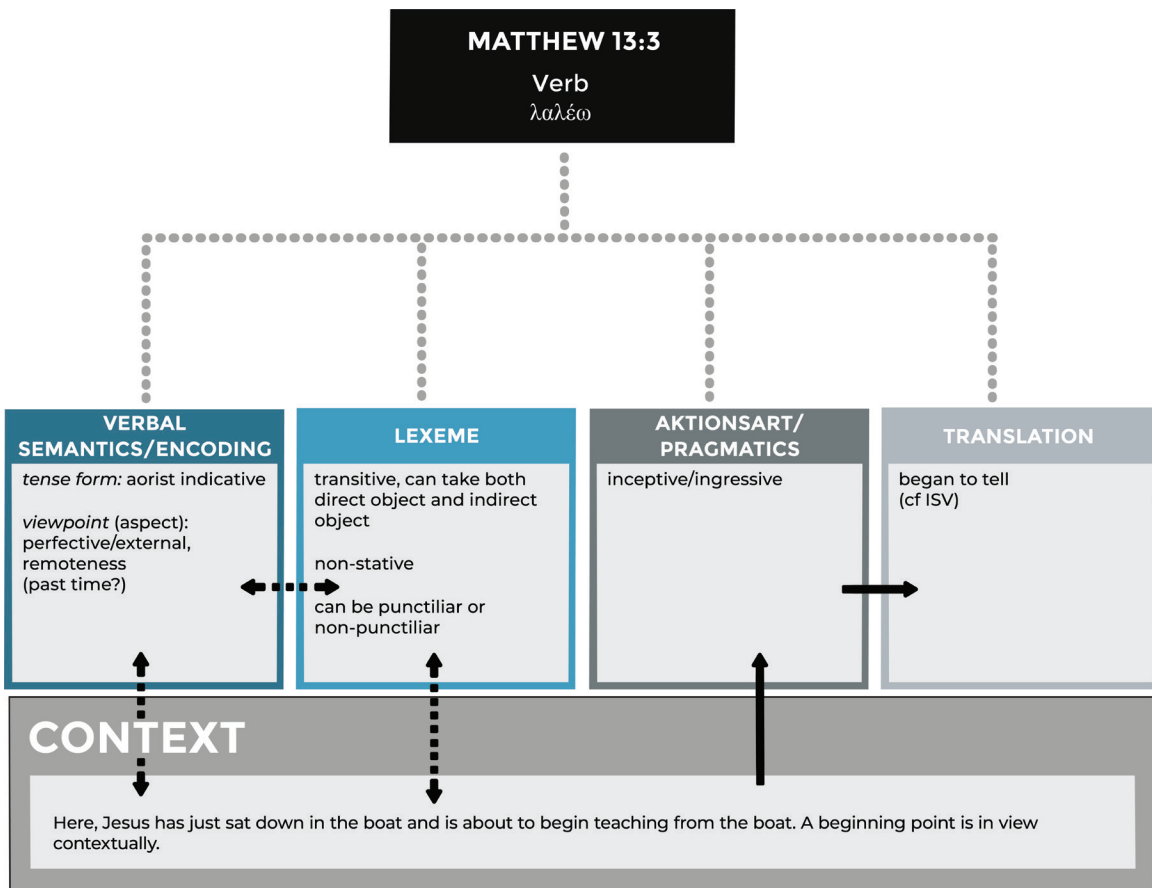 MATTHEW 13:3
Verb
λαλέω
VERBAL
SEMANTICS/ENCODING
tense form: aorist indicative
viewpoint (aspect):
perfective/external,
remoteness
(past time?)
LEXEME
transitive, can take both
direct object and indirect
object
non-stative
can be punctiliar or
non-punctiliar
AKTIONSART/
PRAGMATICS
inceptive/ingressive
TRANSLATION
began to tell
(cf ISV)
CONTEXT
Here, Jesus has just sat down in the boat and is about to begin teaching from the boat. A beginning point is in view
contextually.